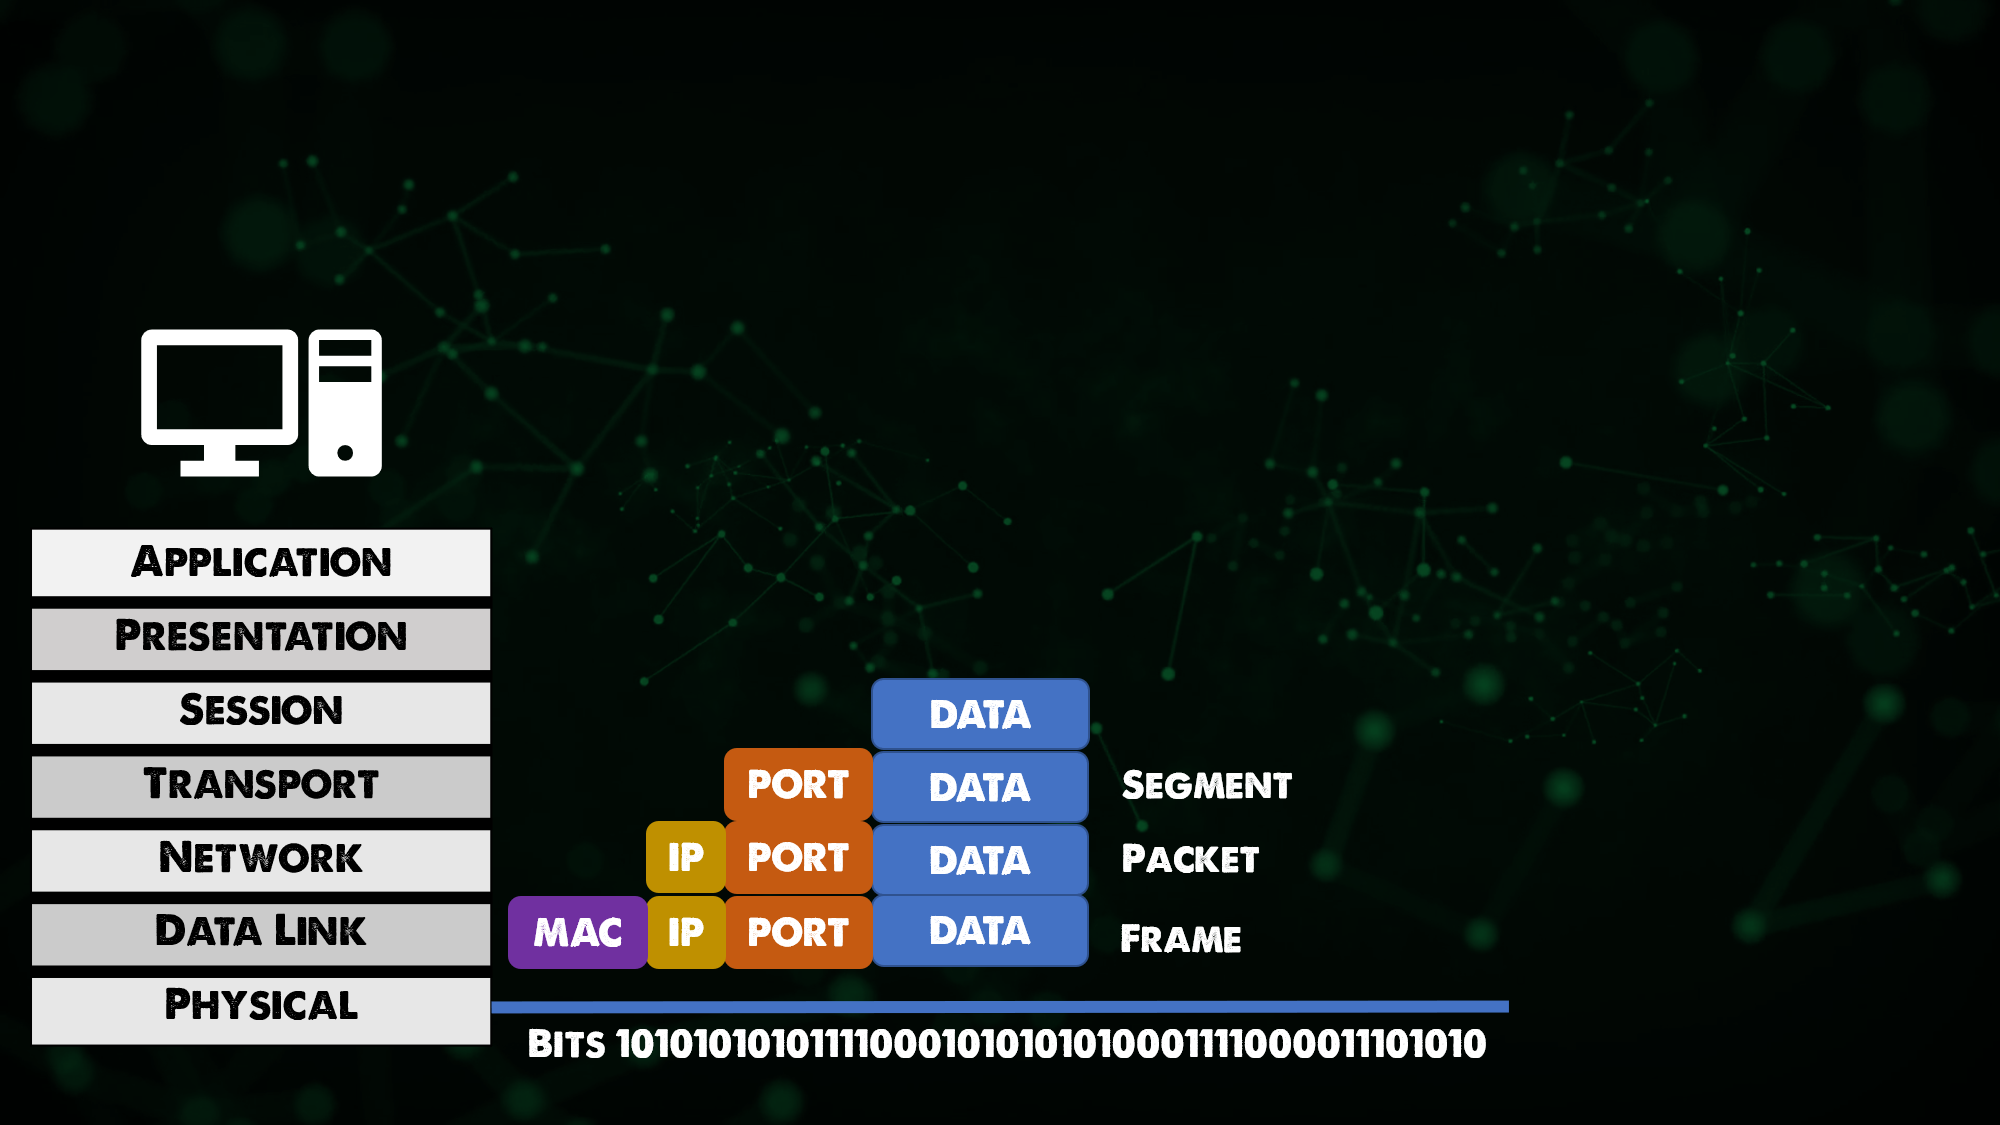 Application
Presentation
Session
DATA
Transport
PORT DATA Segment
Network
IP PORT DATA Packet
Data Link
MAC IP PORT DATA Frame
Physical
Bits 101010101011110001010101010001111000011101010